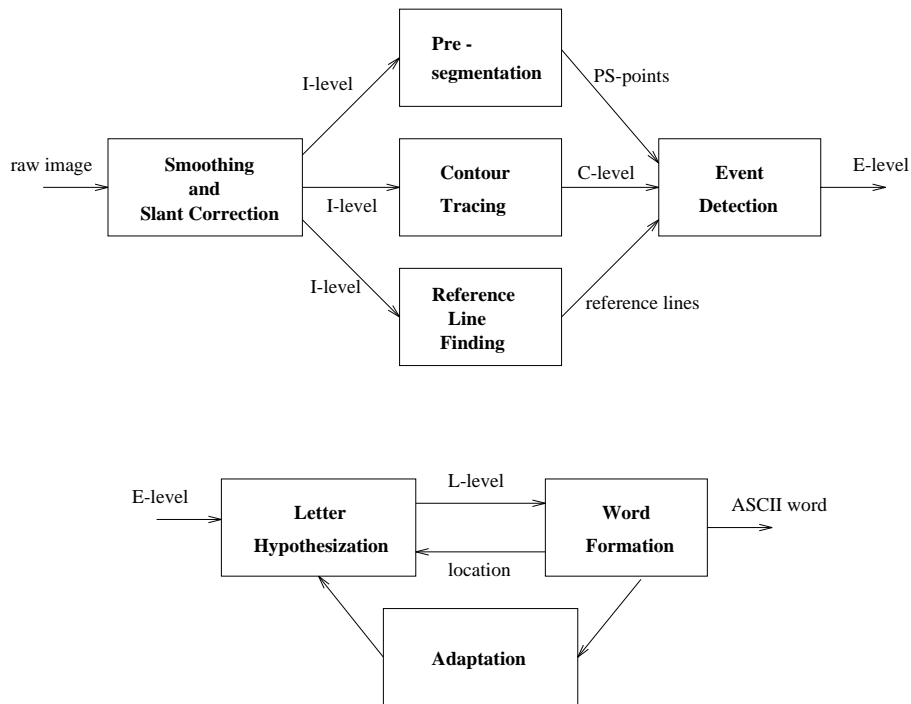 Pre -
segmentation
I-level
PS-points
raw image
Smoothing
and
Slant Correction
I-level
Contour
Tracing
C-level
Event
Detection
E-level
I-level
Reference
Line
Finding
reference lines
E-level
Letter
Hypothesization
L-level
location
Word
Formation
ASCII word
Adaptation